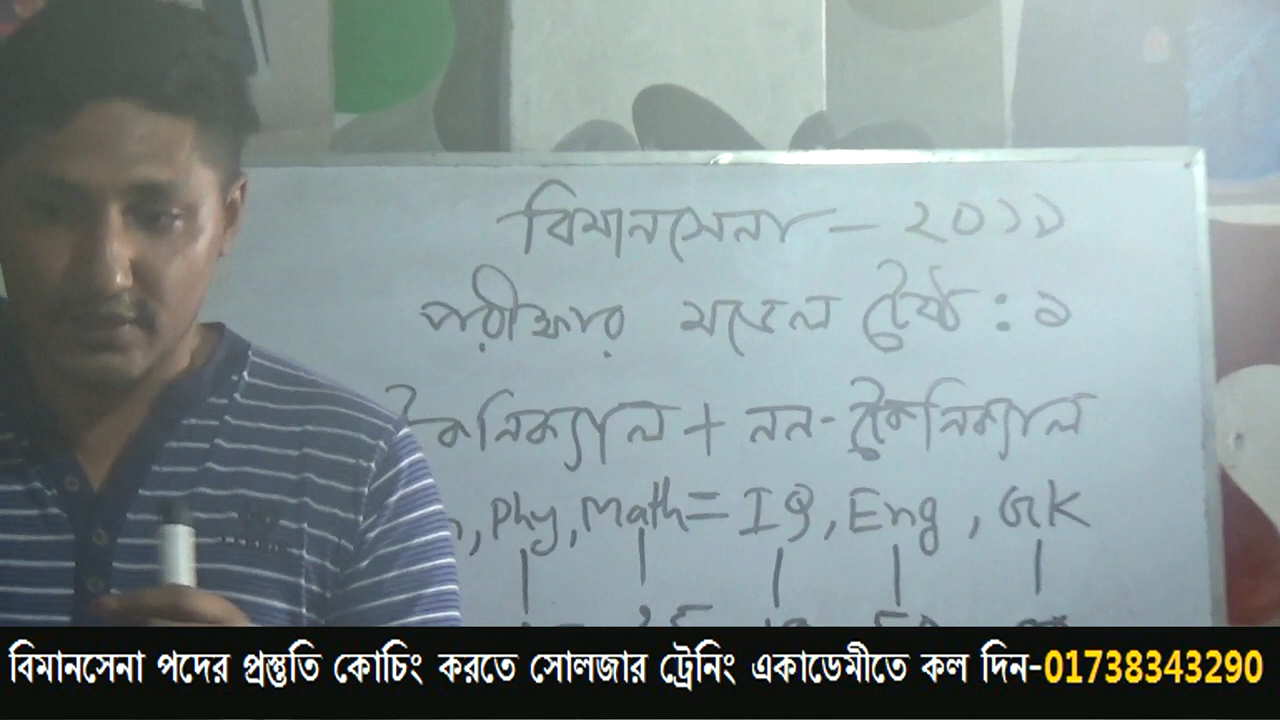 বিমানসেনা – ২০১৯
পরীক্ষার মডেল টেষ্ট : ১
টেকনিক্যাল + নন-টেকনিক্যাল
, Phy, Math = IQ, Eng, GK
বিমানসেনা পদের প্রস্তুতি কোচিং করতে সোলজার ট্রেনিং একাডেমীতে কল দিন-01738343290